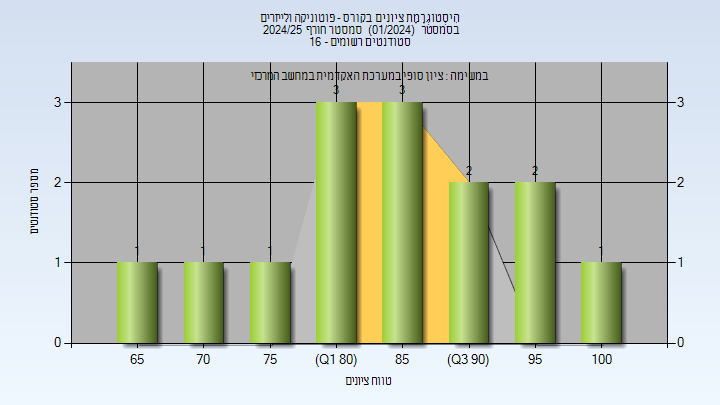 היסטוגרמת ציונים בקורס - פוטוניקה ולייזרים
בסמסטר (01/2024) סמסטר חורף 2024/25
סטודנטים רשומים - 16
במשימה : ציון סופי במערכת האקדמית במחשב המרכזי
מספר סטודנטים
3 3 3 3
2 2 2 2
1 1 1 1 1 1
0 0
65 70 75 (Q1 80) 85 (Q3 90) 95 100
טווח ציונים